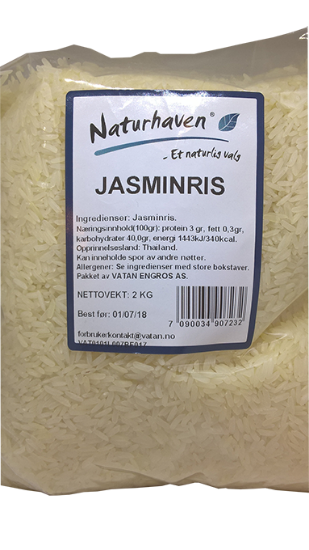 Naturhaven®
- Et naturlig valg
JASMINRIS
Ingredienser: Jasminris.
Næringsinnhold(100gr): protein 3 gr, fett 0,3gr,
karbohydrater 40,0gr, energi 1443kJ/340kcal.
Opprinnelsesland: Thailand.
Kan inneholde spor av andre nøtter.
Allergener: Se ingredienser med store bokstaver.
Pakket av VATAN ENGROS AS.
NETTOVEKT: 2 KG
Best før: 01/07/18
7 090034 907232
forbrukerkontakt@vatan.no